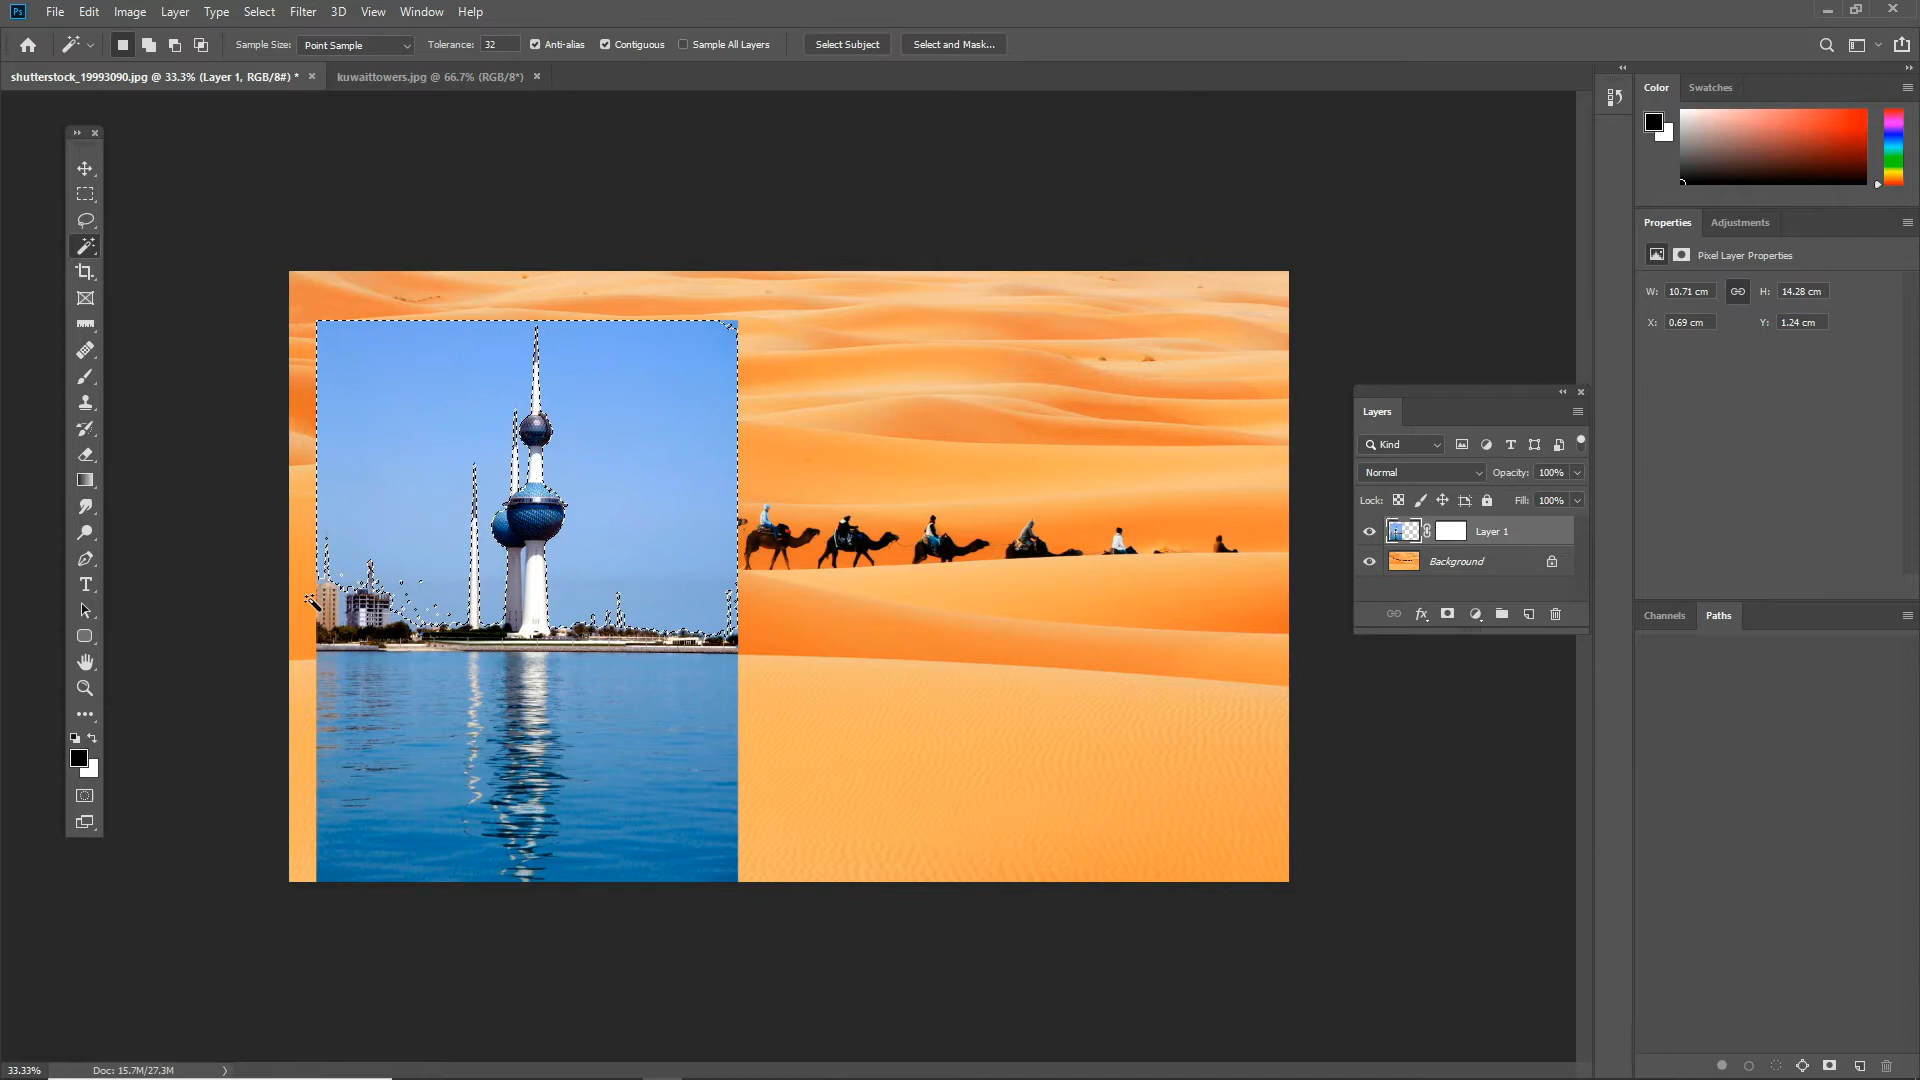 Ps File Edit Image Layer Type Select Filter 3D View Window Help
Sample Size: Point Sample Tolerance: 32 Anti-alias Contiguous Sample All Layers Select Subject Select and Mask...
shutterstock_19993090.jpg @ 33.3% (Layer 1, RGB/8#) * kuwaittowers.jpg @ 66.7% (RGB/8*)
Color Swatches
Properties Adjustments
Pixel Layer Properties
W: 10.71 cm H: 14.28 cm
X: 0.69 cm Y: 1.24 cm
Layers
Kind
Normal Opacity: 100%
Lock: Fill: 100%
Layer 1
Background
Channels Paths
33.33% Doc: 15.7M/27.3M